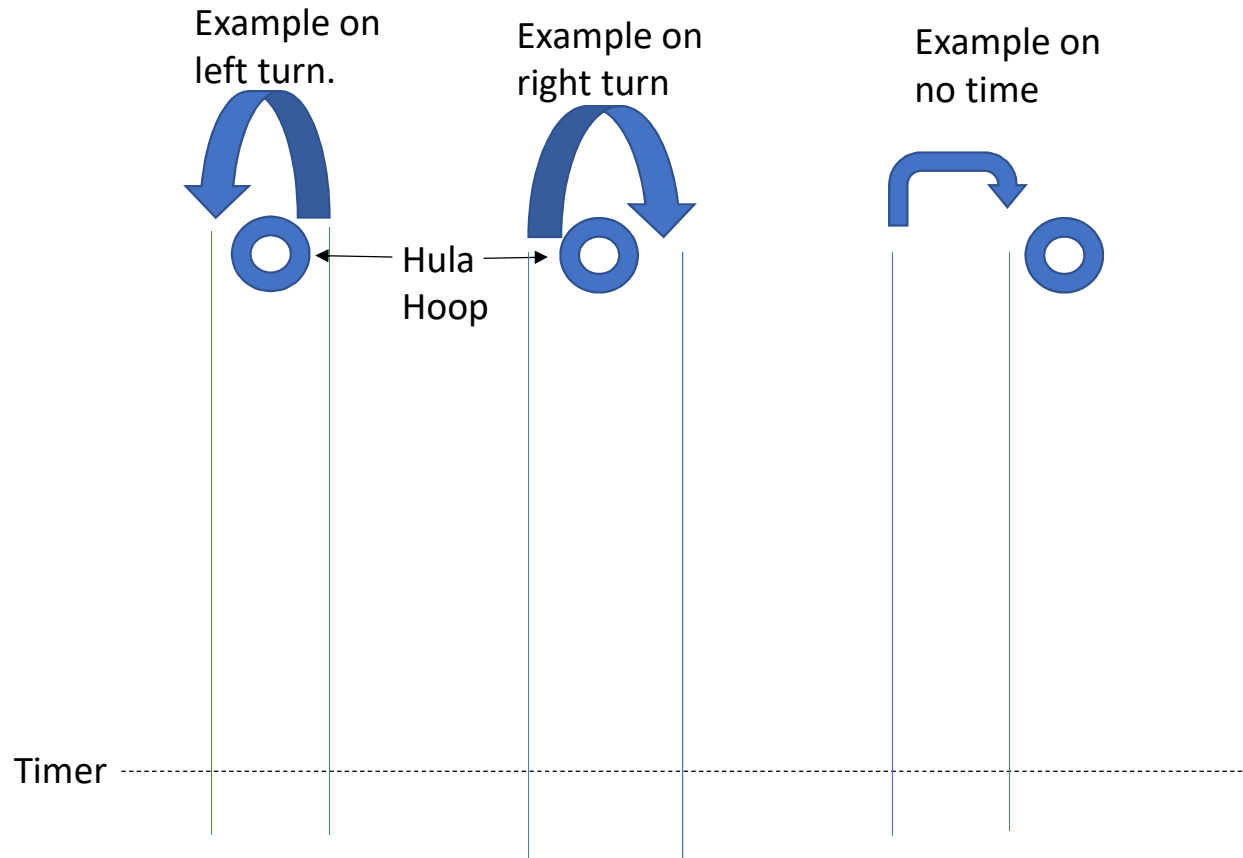 Example on
left turn.
Example on
right turn
Example on
no time
Hula
Hoop
Timer